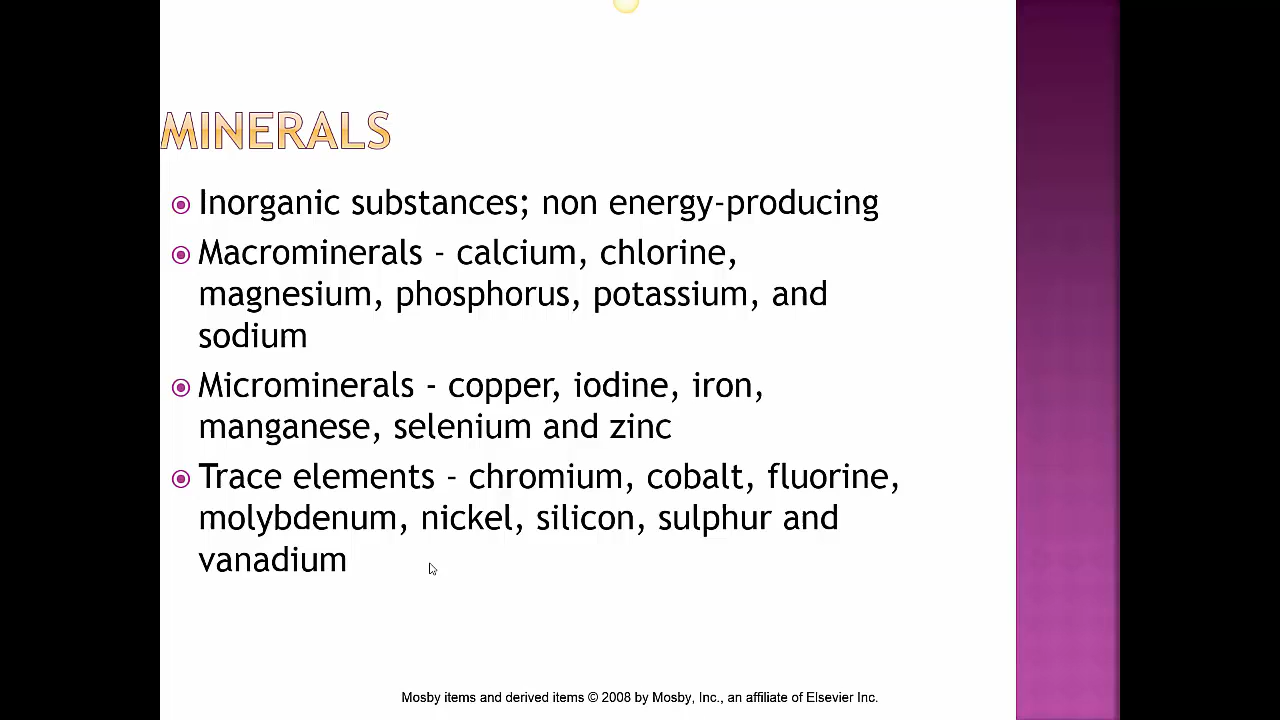 MINERALS
Inorganic substances; non energy-producing
Macrominerals - calcium, chlorine,
magnesium, phosphorus, potassium, and
sodium
Microminerals - copper, iodine, iron,
manganese, selenium and zinc
Trace elements - chromium, cobalt, fluorine,
molybdenum, nickel, silicon, sulphur and
vanadium
Mosby items and derived items © 2008 by Mosby, Inc., an affiliate of Elsevier Inc.